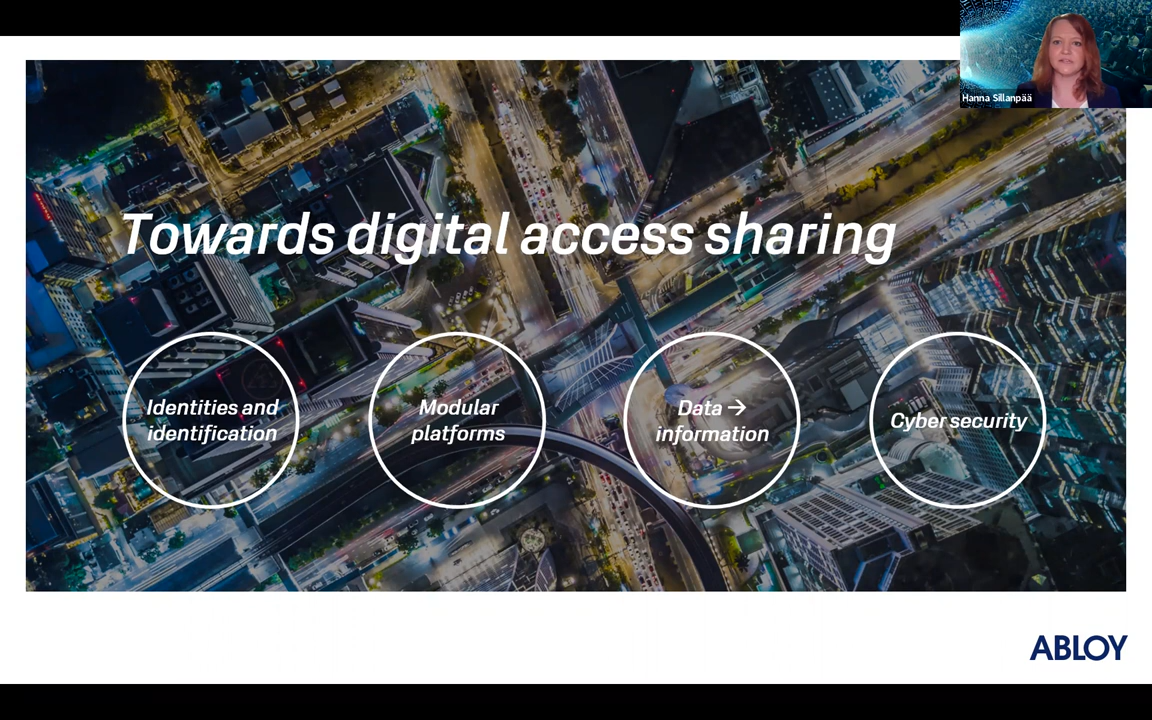 Hanna Sillanpää
Towards digital access sharing
Identities and
identification
Modular
platforms
Data →
information
Cyber security
ABLOY